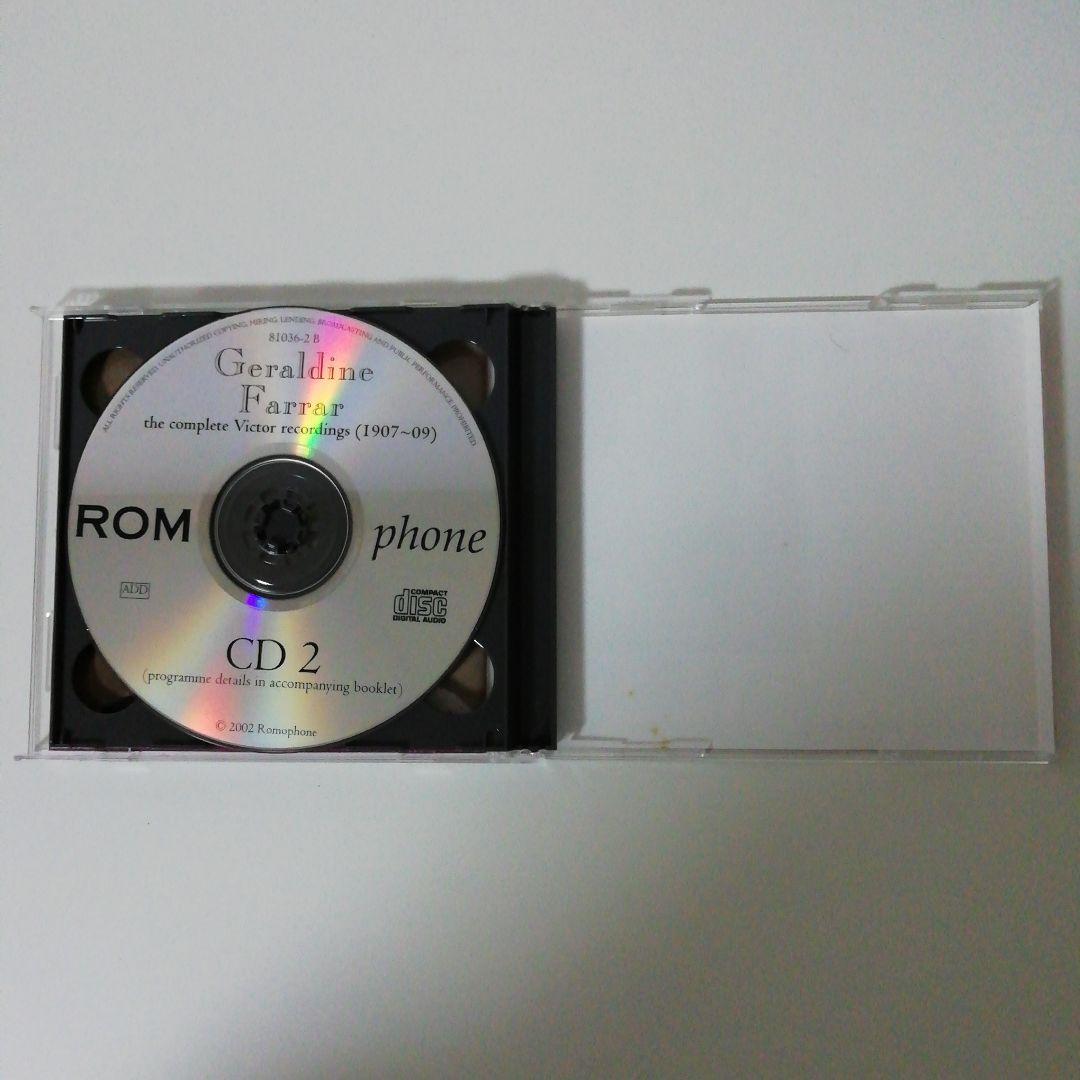 ALL RIGHTS RESERVED. UNAUTHORIZED COPYING, HIRING, LENDING, BROADCASTING AND PUBLIC PERFORMANCE PROHIBITED
81036-2 B
Geraldine
Farrar
the complete Victor recordings (1907~09)
ROM phone
ADD
COMPACT
disc
DIGITAL AUDIO
CD 2
(programme details in accompanying booklet)
© 2002 Romophone